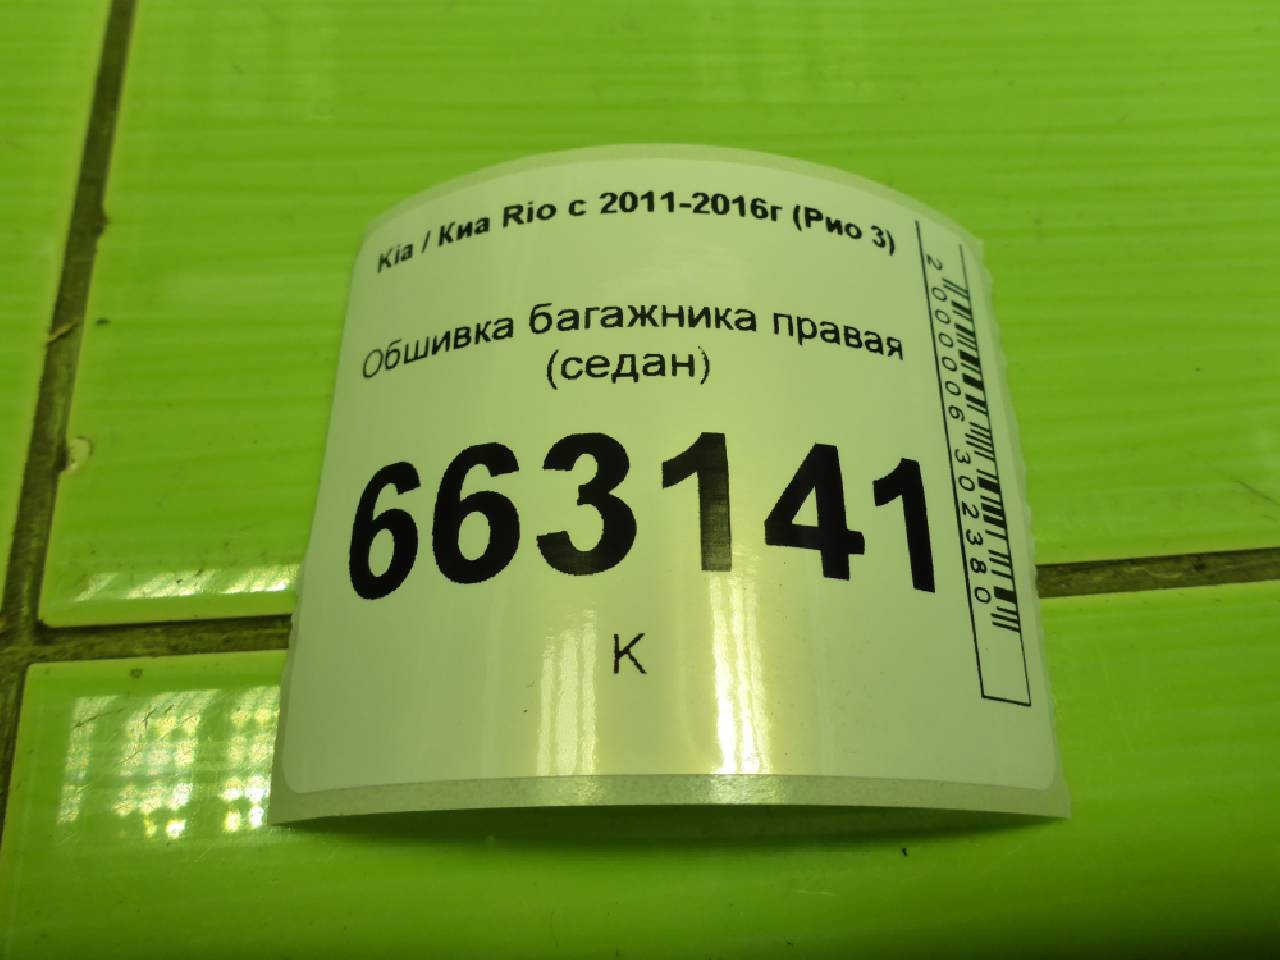 Kia / Киа Rio с 2011-2016г (Рио 3)
Обшивка багажника правая
(седан)
663141
К
2000006302380